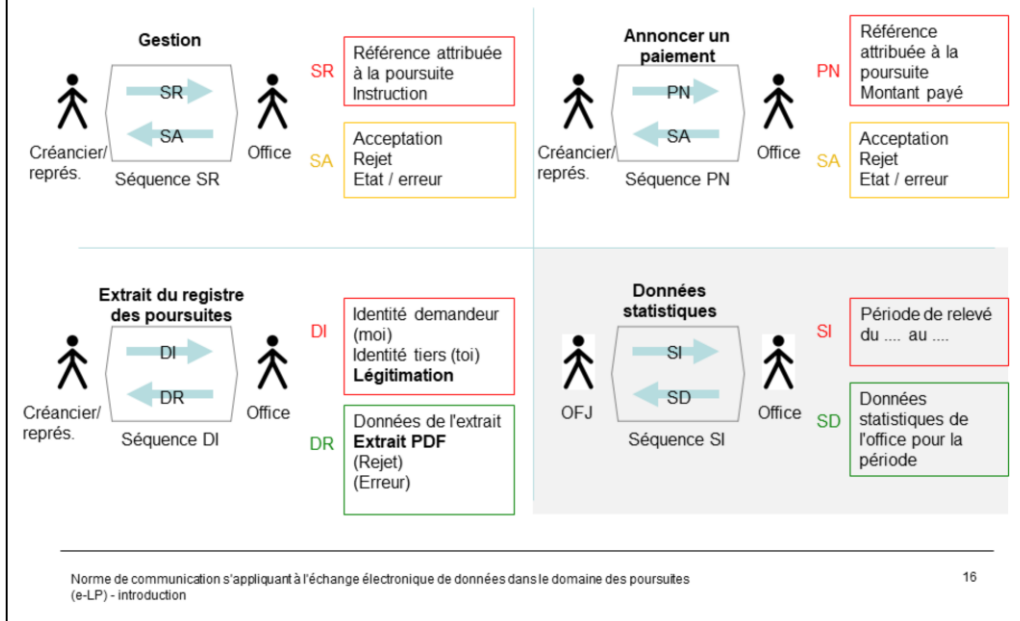 Gestion
SR
SA
Créancier/
représ.
Office
Séquence SR
SR
Référence attribuée
à la poursuite
Instruction
SA
Acceptation
Rejet
Etat / erreur
Annoncer un
paiement
PN
SA
Créancier/
représ.
Office
Séquence PN
PN
Référence
attribuée à la
poursuite
Montant payé
SA
Acceptation
Rejet
Etat / erreur
Extrait du registre
des poursuites
DI
DR
Créancier/
représ.
Office
Séquence DI
DI
Identité demandeur
(moi)
Identité tiers (toi)
Légitimation
DR
Données de l'extrait
Extrait PDF
(Rejet)
(Erreur)
Données
statistiques
SI
SD
OFJ
Office
Séquence SI
SI
Période de relevé
du .... au ....
SD
Données
statistiques de
l'office pour la
période
Norme de communication s'appliquant à l'échange électronique de données dans le domaine des poursuites
(e-LP) - introduction
16